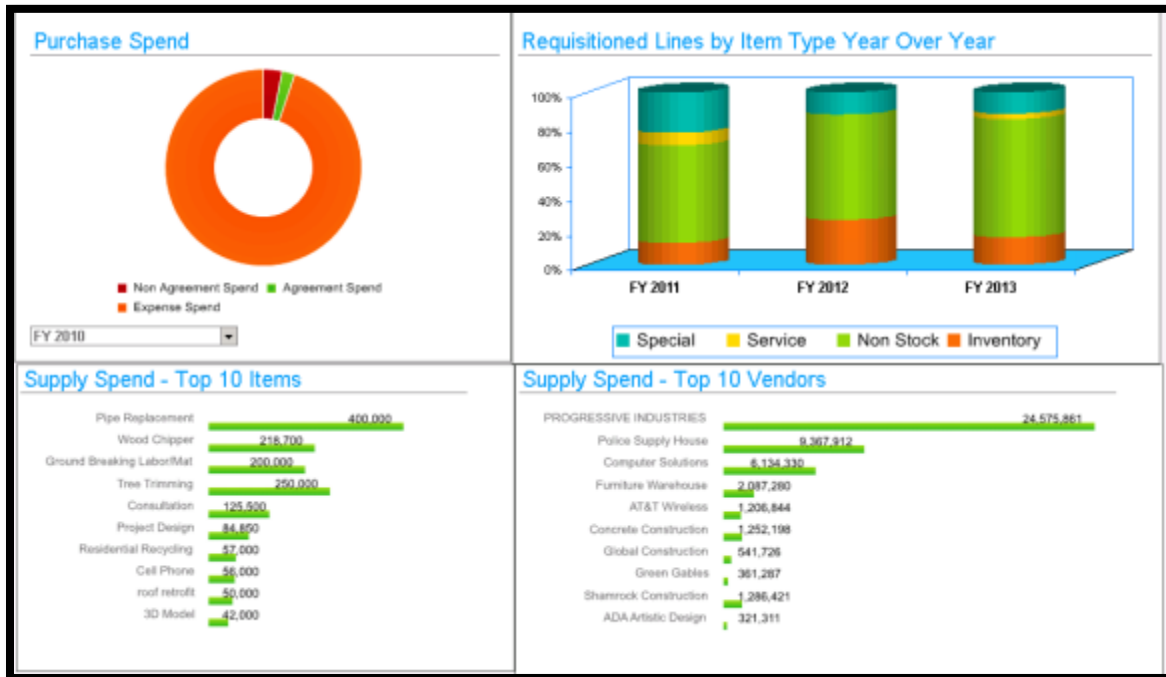 Purchase Spend
Non Agreement Spend
Agreement Spend
Expense Spend
FY 2010
Requisitioned Lines by Item Type Year Over Year
100%
80%
60%
40%
20%
0%
FY 2011
FY 2012
FY 2013
Special
Service
Non Stock
Inventory
Supply Spend - Top 10 Items
Pipe Replacement 400,000
Wood Chipper 218,700
Ground Breaking Labor/Mat 200,000
Tree Trimming 250,000
Consultation 125,500
Project Design 84,850
Residential Recycling 57,000
Cell Phone 56,000
roof retrofit 50,000
3D Model 42,000
Supply Spend - Top 10 Vendors
PROGRESSIVE INDUSTRIES 24,575,861
Police Supply House 9,367,912
Computer Solutions 6,134,330
Furniture Warehouse 2,087,280
AT&T Wireless 1,206,844
Concrete Construction 1,252,198
Global Construction 541,726
Green Gables 361,287
Shamrock Construction 1,286,421
ADA Artistic Design 321,311